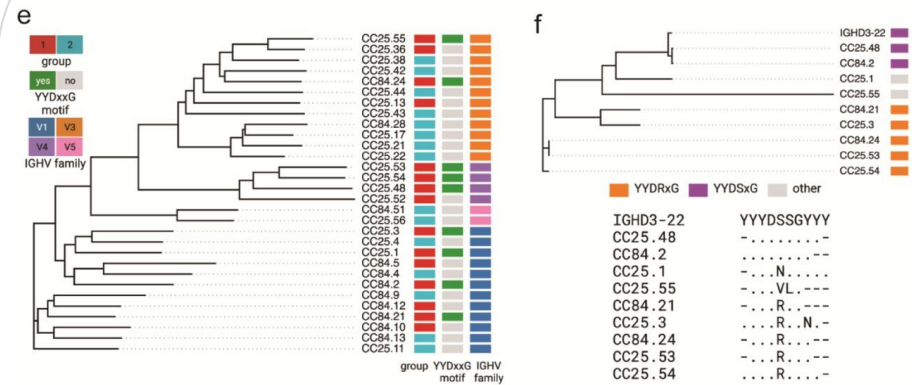 e
1 2
group
yes no
YYDxxG
motif
V1 V3
V4 V5
IGHV family
CC25.55
CC25.36
CC25.38
CC25.42
CC84.24
CC25.44
CC25.13
CC25.43
CC84.28
CC25.17
CC25.21
CC25.22
CC25.53
CC25.54
CC25.48
CC25.52
CC84.51
CC25.56
CC25.3
CC25.4
CC25.1
CC84.5
CC84.4
CC84.2
CC84.9
CC84.12
CC84.21
CC84.10
CC84.13
CC25.11
group YYDxxG IGHV
motif family
f
IGHD3-22
CC25.48
CC84.2
CC25.1
CC25.55
CC84.21
CC25.3
CC84.24
CC25.53
CC25.54
YYDRxG YYDSxG other
IGHD3-22 YYYDSSGYYY
CC25.48 -........-
CC84.2 ........--
CC25.1 -...N.....
CC25.55 -...VL.---
CC84.21 -...R..---
CC25.3 -...R..N.-
CC84.24 -...R...--
CC25.53 -...R...--
CC25.54 -...R...--